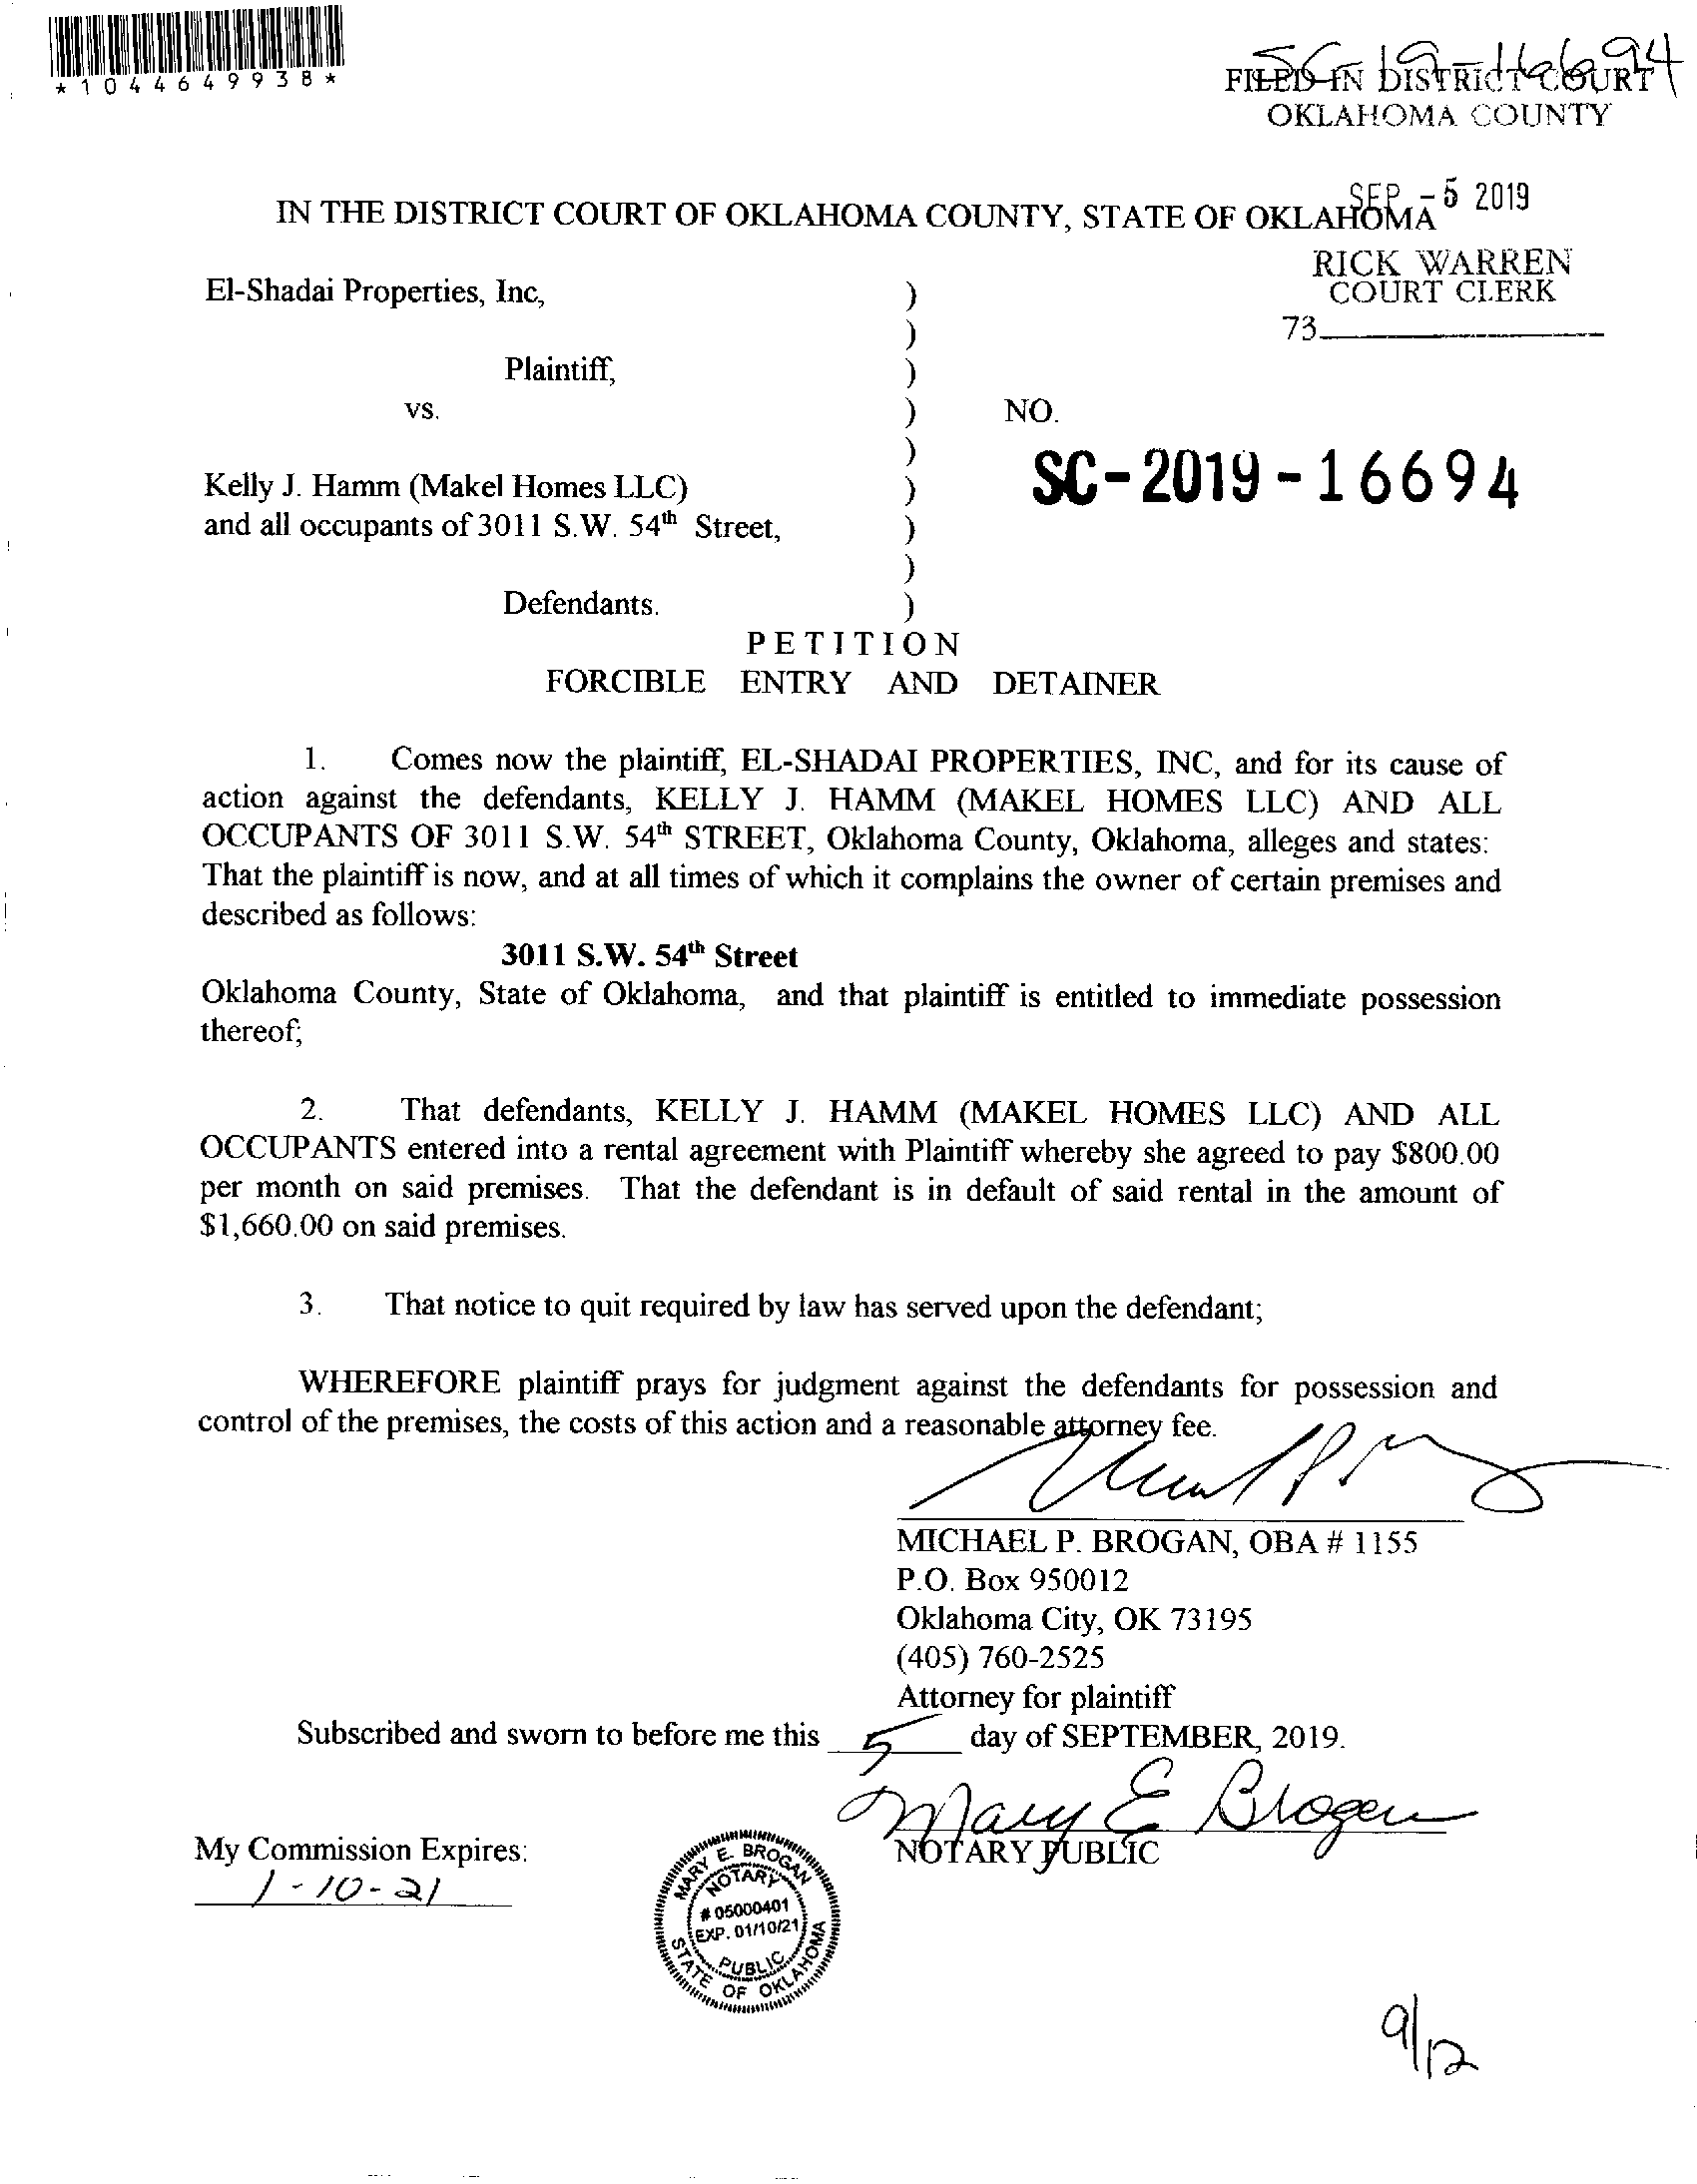 *1044649938*
SC-19-16694
FILED IN DISTRICT COURT
OKLAHOMA COUNTY
SEP -5 2019
IN THE DISTRICT COURT OF OKLAHOMA COUNTY, STATE OF OKLAHOMA
RICK WARREN
COURT CLERK
73
El-Shadai Properties, Inc, )
)
Plaintiff, )
vs. ) NO.
)
SC-2019-16694
Kelly J. Hamm (Makel Homes LLC) )
and all occupants of 3011 S.W. 54th Street, )
)
Defendants. )
PETITION
FORCIBLE ENTRY AND DETAINER
1. Comes now the plaintiff, EL-SHADAI PROPERTIES, INC, and for its cause of
action against the defendants, KELLY J. HAMM (MAKEL HOMES LLC) AND ALL
OCCUPANTS OF 3011 S.W. 54th STREET, Oklahoma County, Oklahoma, alleges and states:
That the plaintiff is now, and at all times of which it complains the owner of certain premises and
described as follows:
3011 S.W. 54th Street
Oklahoma County, State of Oklahoma, and that plaintiff is entitled to immediate possession
thereof;
2. That defendants, KELLY J. HAMM (MAKEL HOMES LLC) AND ALL
OCCUPANTS entered into a rental agreement with Plaintiff whereby she agreed to pay $800.00
per month on said premises. That the defendant is in default of said rental in the amount of
$1,660.00 on said premises.
3. That notice to quit required by law has served upon the defendant;
WHEREFORE plaintiff prays for judgment against the defendants for possession and
control of the premises, the costs of this action and a reasonable attorney fee.
MICHAEL P. BROGAN, OBA # 1155
P.O. Box 950012
Oklahoma City, OK 73195
(405) 760-2525
Attorney for plaintiff
Subscribed and sworn to before me this 5 day of SEPTEMBER, 2019.
Mary E Brogan
NOTARY PUBLIC
My Commission Expires:
1-10-21
MARY E. BROGAN
NOTARY
# 05000401
EXP. 01/10/21
PUBLIC
STATE OF OKLAHOMA
9/12